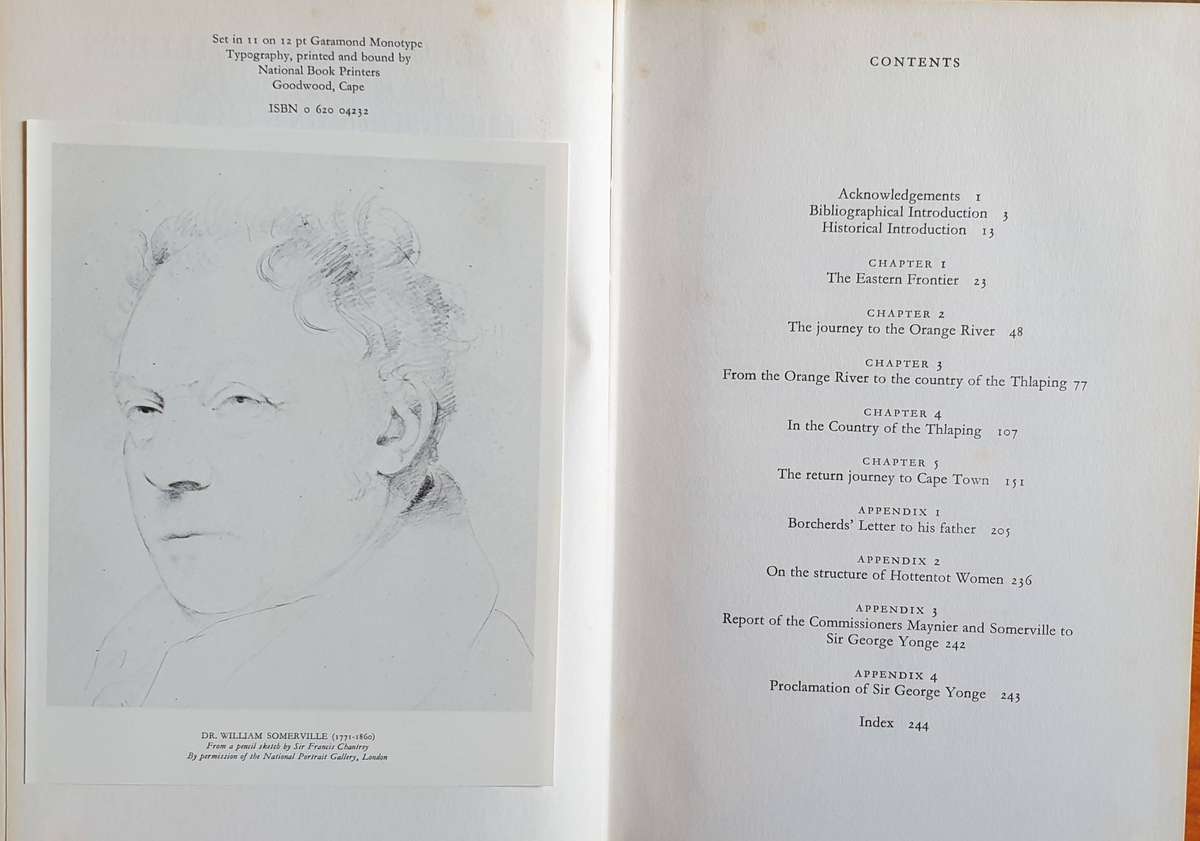 Set in 11 on 12 pt Garamond Monotype
Typography, printed and bound by
National Book Printers
Goodwood, Cape
ISBN 0 620 04232
DR. WILLIAM SOMERVILLE (1771-1860)
From a pencil sketch by Sir Francis Chantrey
By permission of the National Portrait Gallery, London
CONTENTS
Acknowledgements 1
Bibliographical Introduction 3
Historical Introduction 13
CHAPTER 1
The Eastern Frontier 23
CHAPTER 2
The journey to the Orange River 48
CHAPTER 3
From the Orange River to the country of the Thlaping 77
CHAPTER 4
In the Country of the Thlaping 107
CHAPTER 5
The return journey to Cape Town 151
APPENDIX 1
Borcherds' Letter to his father 205
APPENDIX 2
On the structure of Hottentot Women 236
APPENDIX 3
Report of the Commissioners Maynier and Somerville to
Sir George Yonge 242
APPENDIX 4
Proclamation of Sir George Yonge 243
Index 244